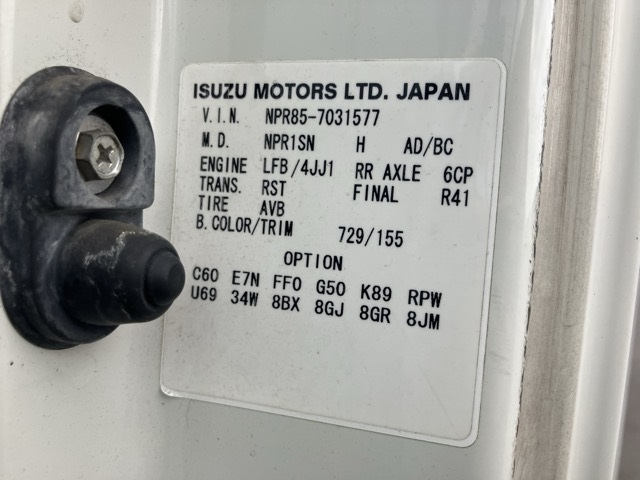 ISUZU MOTORS LTD. JAPAN
V.I.N. NPR85-7031577
M.D. NPR1SN H AD/BC
ENGINE LFB/4JJ1 RR AXLE 6CP
TRANS. RST FINAL R41
TIRE AVB
B.COLOR/TRIM 729/155
OPTION
C60 E7N FF0 G50 K89 RPW
U69 34W 8BX 8GJ 8GR 8JM